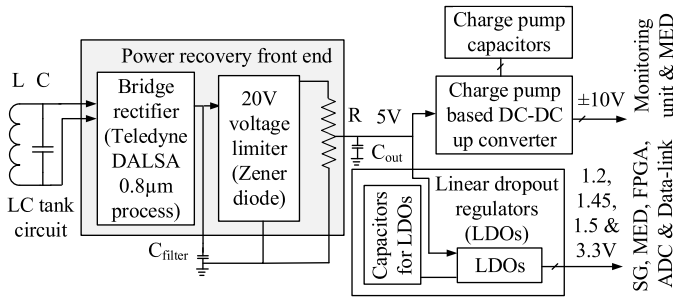 Power recovery front end
L C
Bridge
rectifier
(Teledyne
DALSA
0.8µm
process)
LC tank
circuit
20V
voltage
limiter
(Zener
diode)
C filter
R 5V
C out
Charge pump
capacitors
Charge pump
based DC-DC
up converter
±10V
Monitoring
unit & MED
Linear dropout
regulators
(LDOs)
Capacitors
for LDOs
LDOs
1.2,
1.45,
1.5 &
3.3V
SG, MED, FPGA,
ADC & Data-link